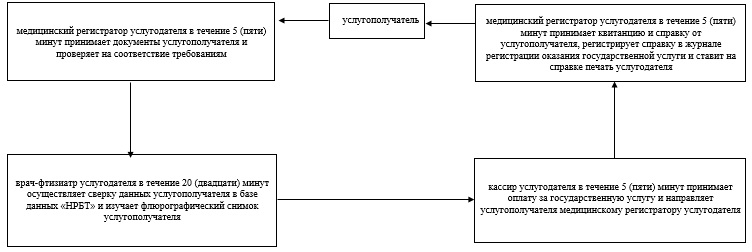 медицинский регистратор услугодателя в течение 5 (пяти)
минут принимает документы услугополучателя и
проверяет на соответствие требованиям
услугополучатель
медицинский регистратор услугодателя в течение 5 (пяти)
минут принимает квитанцию и справку от
услугополучателя, регистрирует справку в журнале
регистрации оказания государственной услуги и ставит на
справке печать услугодателя
врач-фтизиатр услугодателя в течение 20 (двадцати) минут
осуществляет сверку данных услугополучателя в базе
данных «НРБТ» и изучает флюрографический снимок
услугополучателя
кассир услугодателя в течение 5 (пяти) минут принимает
оплату за государственную услугу и направляет
услугополучателя медицинскому регистратору услугодателя